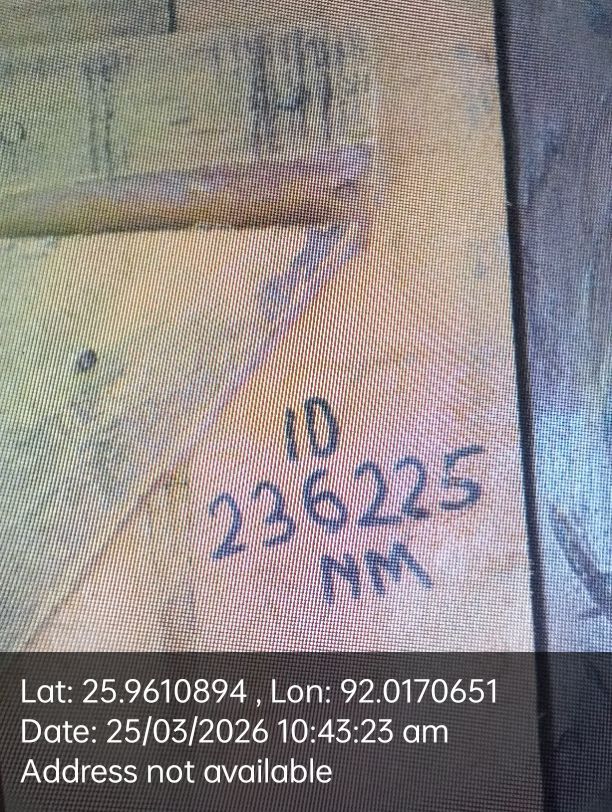 ID
236225
NM
Lat: 25.9610894 , Lon: 92.0170651
Date: 25/03/2026 10:43:23 am
Address not available